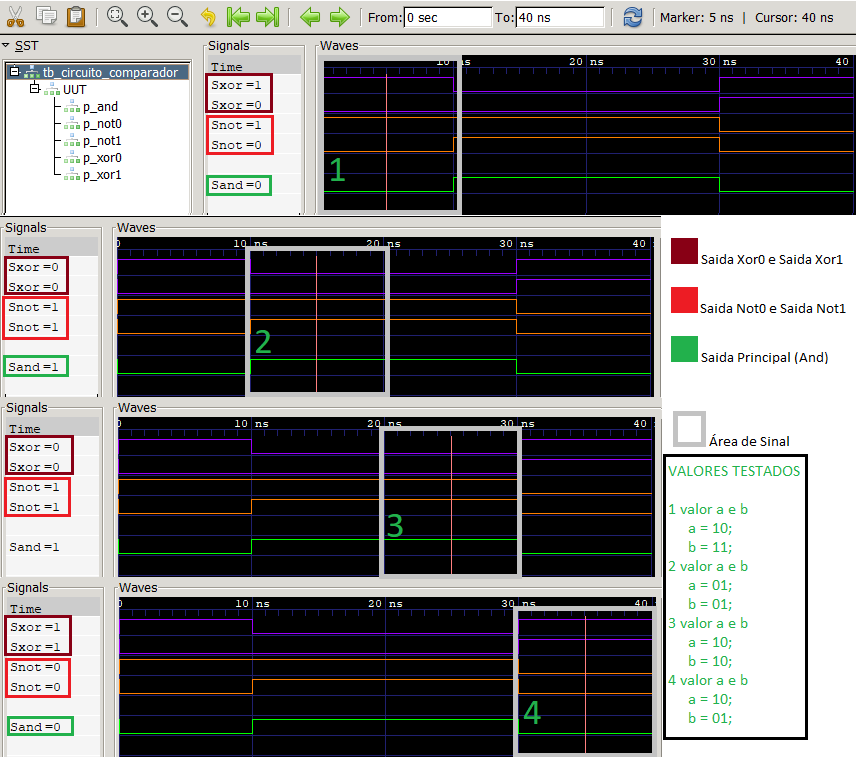 From: 0 sec To: 40 ns Marker: 5 ns | Cursor: 40 ns
SST
tb_circuito_comparador
UUT
p_and
p_not0
p_not1
p_xor0
p_xor1
Signals
Time
Sxor =1
Sxor =0
Snot =1
Snot =0
Sand =0
Waves
10 ns 20 ns 30 ns 40
1
Signals
Time
Sxor =0
Sxor =0
Snot =1
Snot =1
Sand =1
Waves
0 10 ns 20 ns 30 ns 40
2
Signals
Time
Sxor =0
Sxor =0
Snot =1
Snot =1
Sand =1
Waves
0 10 ns 20 ns 30 ns 40
3
Signals
Time
Sxor =1
Sxor =1
Snot =0
Snot =0
Sand =0
Waves
0 10 ns 20 ns 30 ns 40
4
Saida Xor0 e Saida Xor1
Saida Not0 e Saida Not1
Saida Principal (And)
Área de Sinal
VALORES TESTADOS
1 valor a e b
a = 10;
b = 11;
2 valor a e b
a = 01;
b = 01;
3 valor a e b
a = 10;
b = 10;
4 valor a e b
a = 10;
b = 01;